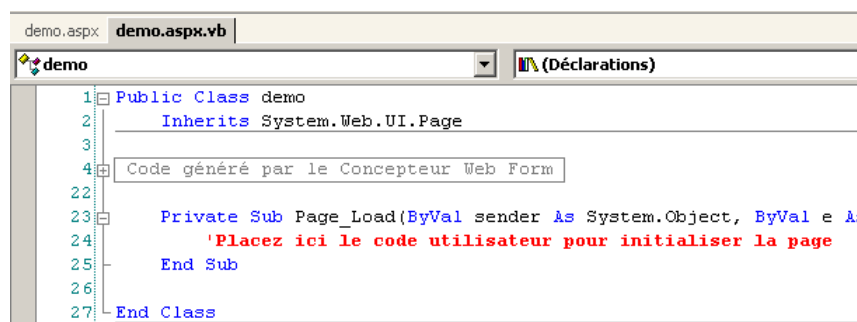 demo.aspx demo.aspx.vb
demo (Déclarations)
1 Public Class demo
2 Inherits System.Web.UI.Page
3
4 Code généré par le Concepteur Web Form
22
23 Private Sub Page_Load(ByVal sender As System.Object, ByVal e As
24 'Placez ici le code utilisateur pour initialiser la page
25 End Sub
26
27 End Class